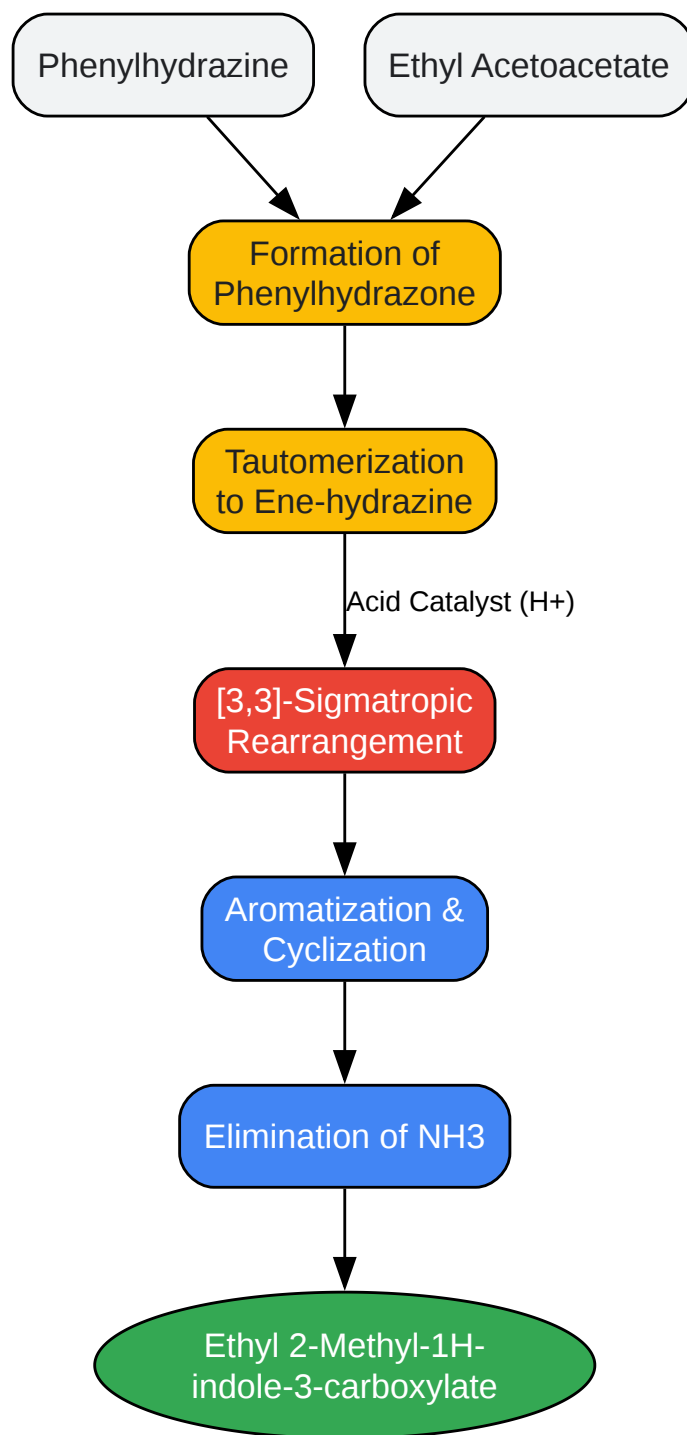 Phenylhydrazine
Ethyl Acetoacetate
Formation of
Phenylhydrazone
Tautomerization
to Ene-hydrazine
Acid Catalyst (H+)
[3,3]-Sigmatropic
Rearrangement
Aromatization &
Cyclization
Elimination of NH3
Ethyl 2-Methyl-1H-
indole-3-carboxylate